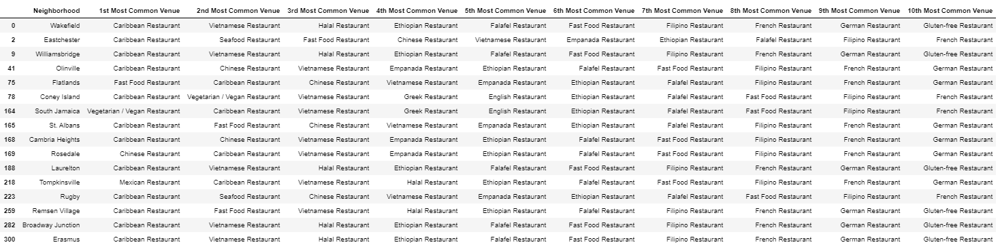 Neighborhood 1st Most Common Venue 2nd Most Common Venue 3rd Most Common Venue 4th Most Common Venue 5th Most Common Venue 6th Most Common Venue 7th Most Common Venue 8th Most Common Venue 9th Most Common Venue 10th Most Common Venue
0 Wakefield Caribbean Restaurant Vietnamese Restaurant Halal Restaurant Ethiopian Restaurant Falafel Restaurant Fast Food Restaurant Filipino Restaurant French Restaurant German Restaurant Gluten-free Restaurant
2 Eastchester Caribbean Restaurant Seafood Restaurant Fast Food Restaurant Chinese Restaurant Vietnamese Restaurant Empanada Restaurant Ethiopian Restaurant Falafel Restaurant Filipino Restaurant French Restaurant
9 Williamsbridge Caribbean Restaurant Vietnamese Restaurant Halal Restaurant Ethiopian Restaurant Falafel Restaurant Fast Food Restaurant Filipino Restaurant French Restaurant German Restaurant Gluten-free Restaurant
41 Olinville Caribbean Restaurant Chinese Restaurant Vietnamese Restaurant Empanada Restaurant Ethiopian Restaurant Falafel Restaurant Fast Food Restaurant Filipino Restaurant French Restaurant German Restaurant
75 Flatlands Fast Food Restaurant Caribbean Restaurant Chinese Restaurant Vietnamese Restaurant Empanada Restaurant Ethiopian Restaurant Falafel Restaurant Filipino Restaurant French Restaurant German Restaurant
78 Coney Island Caribbean Restaurant Vegetarian / Vegan Restaurant Vietnamese Restaurant Greek Restaurant English Restaurant Ethiopian Restaurant Falafel Restaurant Fast Food Restaurant Filipino Restaurant French Restaurant
164 South Jamaica Vegetarian / Vegan Restaurant Caribbean Restaurant Vietnamese Restaurant Greek Restaurant English Restaurant Ethiopian Restaurant Falafel Restaurant Fast Food Restaurant Filipino Restaurant French Restaurant
165 St. Albans Caribbean Restaurant Fast Food Restaurant Chinese Restaurant Vietnamese Restaurant Empanada Restaurant Ethiopian Restaurant Falafel Restaurant Filipino Restaurant French Restaurant German Restaurant
168 Cambria Heights Caribbean Restaurant Chinese Restaurant Vietnamese Restaurant Empanada Restaurant Ethiopian Restaurant Falafel Restaurant Fast Food Restaurant Filipino Restaurant French Restaurant German Restaurant
169 Rosedale Chinese Restaurant Caribbean Restaurant Vietnamese Restaurant Empanada Restaurant Ethiopian Restaurant Falafel Restaurant Fast Food Restaurant Filipino Restaurant French Restaurant German Restaurant
188 Laurelton Caribbean Restaurant Vietnamese Restaurant Halal Restaurant Ethiopian Restaurant Falafel Restaurant Fast Food Restaurant Filipino Restaurant French Restaurant German Restaurant Gluten-free Restaurant
218 Tompkinsville Mexican Restaurant Caribbean Restaurant Vietnamese Restaurant Halal Restaurant Ethiopian Restaurant Falafel Restaurant Fast Food Restaurant Filipino Restaurant French Restaurant German Restaurant
223 Rugby Caribbean Restaurant Seafood Restaurant Chinese Restaurant Vietnamese Restaurant Empanada Restaurant Ethiopian Restaurant Falafel Restaurant Fast Food Restaurant Filipino Restaurant French Restaurant
259 Remsen Village Caribbean Restaurant Fast Food Restaurant Vietnamese Restaurant Halal Restaurant Ethiopian Restaurant Falafel Restaurant Filipino Restaurant French Restaurant German Restaurant Gluten-free Restaurant
282 Broadway Junction Caribbean Restaurant Vietnamese Restaurant Halal Restaurant Ethiopian Restaurant Falafel Restaurant Fast Food Restaurant Filipino Restaurant French Restaurant German Restaurant Gluten-free Restaurant
300 Erasmus Caribbean Restaurant Vietnamese Restaurant Halal Restaurant Ethiopian Restaurant Falafel Restaurant Fast Food Restaurant Filipino Restaurant French Restaurant German Restaurant Gluten-free Restaurant